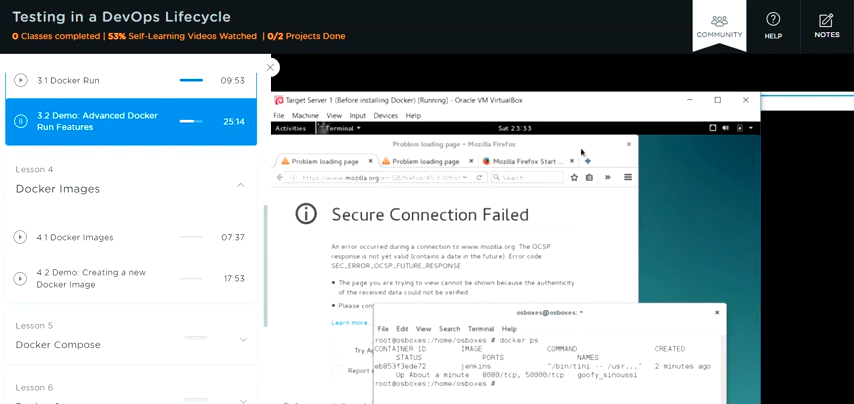 Testing in a DevOps Lifecycle
0 Classes completed | 53% Self-Learning Videos Watched | 0/2 Projects Done
COMMUNITY
HELP
NOTES
3.1 Docker Run 09:53
3.2 Demo: Advanced Docker
Run Features
25:14
Lesson 4
Docker Images
4.1 Docker Images 07:37
4.2 Demo: Creating a new
Docker Image
17:53
Lesson 5
Docker Compose
Lesson 6
Target Server 1 (Before installing Docker) [Running] - Oracle VM VirtualBox
File Machine View Input Devices Help
Activities Terminal Sat 23:33
Problem loading page - Mozilla Firefox
Problem loading page Problem loading page Mozilla Firefox Start ...
Search
Secure Connection Failed
An error occurred during a connection to www.mozilla.org. The OCSP
response is not yet valid (contains a date in the future). Error code:
SEC_ERROR_OCSP_FUTURE_RESPONSE
The page you are trying to view cannot be shown because the authenticity
of the received data could not be verified.
Please
Learn more...
Try
Report
osboxes@osboxes: ~
File Edit View Search Terminal Help
root@osboxes:/home/osboxes # docker ps
CONTAINER ID IMAGE COMMAND CREATED
STATUS PORTS NAMES
eb853f3ede72 jenkins "/bin/tini -- /usr..." 2 minutes ago
Up About a minute 8080/tcp, 50000/tcp goofy_sinoussi
root@osboxes:/home/osboxes #